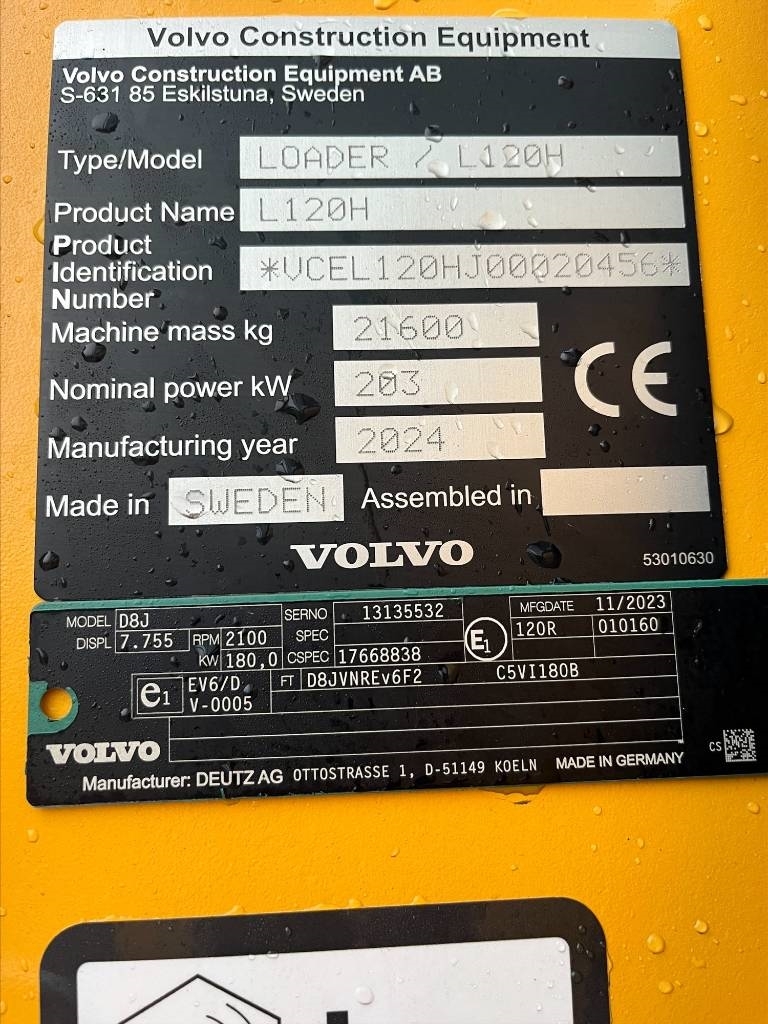 Volvo Construction Equipment
Volvo Construction Equipment AB
S-631 85 Eskilstuna, Sweden
Type/Model LOADER / L120H
Product Name L120H
Product
Identification
Number *VCEL120HJ00020456*
Machine mass kg 21600
Nominal power kW 203
CE
Manufacturing year 2024
Made in SWEDEN Assembled in
VOLVO 53010630
MODEL D8J SERNO 13135532 MFGDATE 11/2023
DISPL 7.755 RPM 2100 SPEC E1 120R 010160
KW 180,0 CSPEC 17668838
e1 EV6/D FT D8JVNREv6F2 C5VI180B
V-0005
VOLVO CS
Manufacturer: DEUTZ AG OTTOSTRASSE 1, D-51149 KOELN MADE IN GERMANY